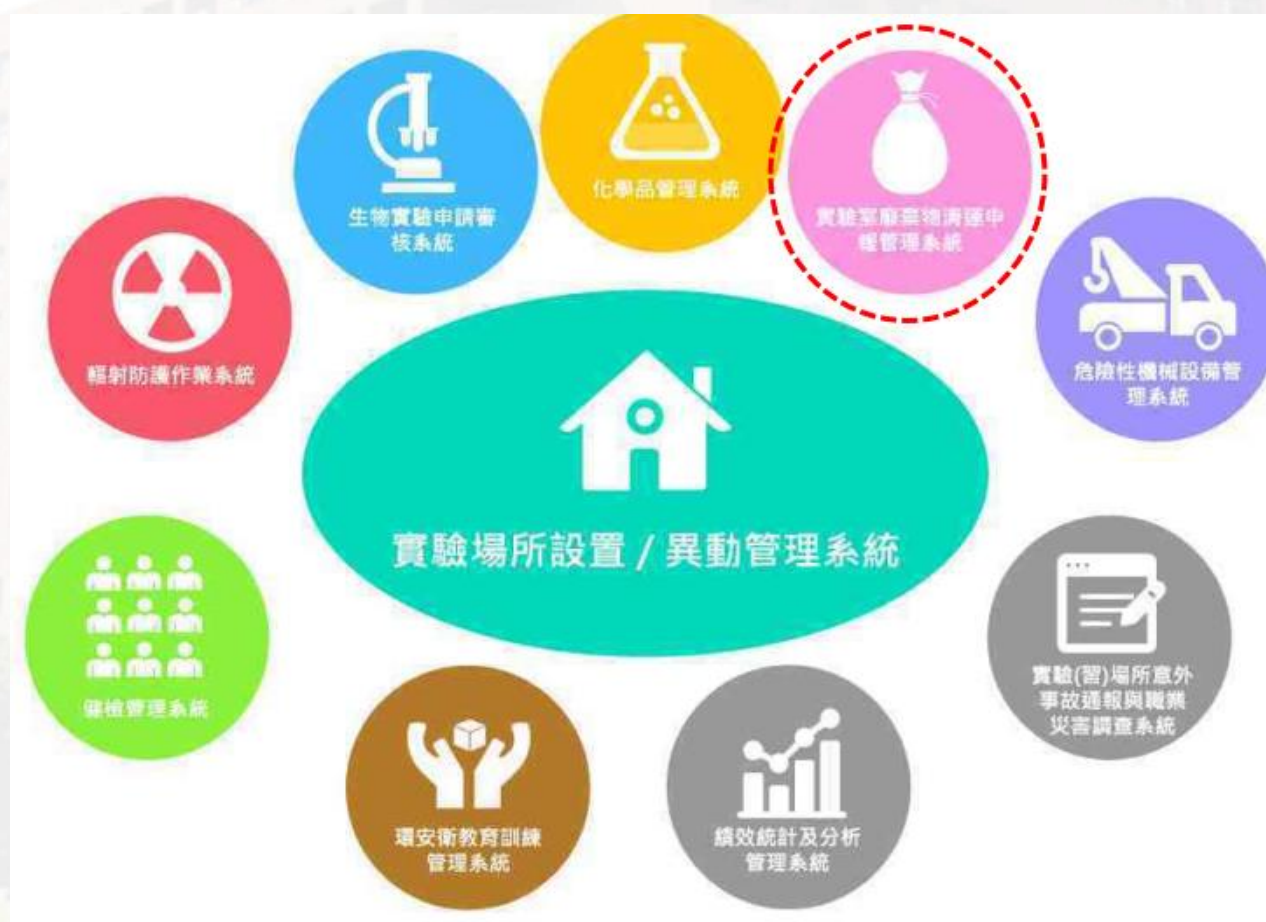 化學品管理系統
生物實驗申請審
核系統
實驗室廢棄物清運申
報管理系統
輻射防護作業系統
危險性機械設備管
理系統
實驗場所設置 / 異動管理系統
健檢管理系統
實驗(習)場所意外
事故通報與職業
災害調查系統
環安衛教育訓練
管理系統
績效統計及分析
管理系統